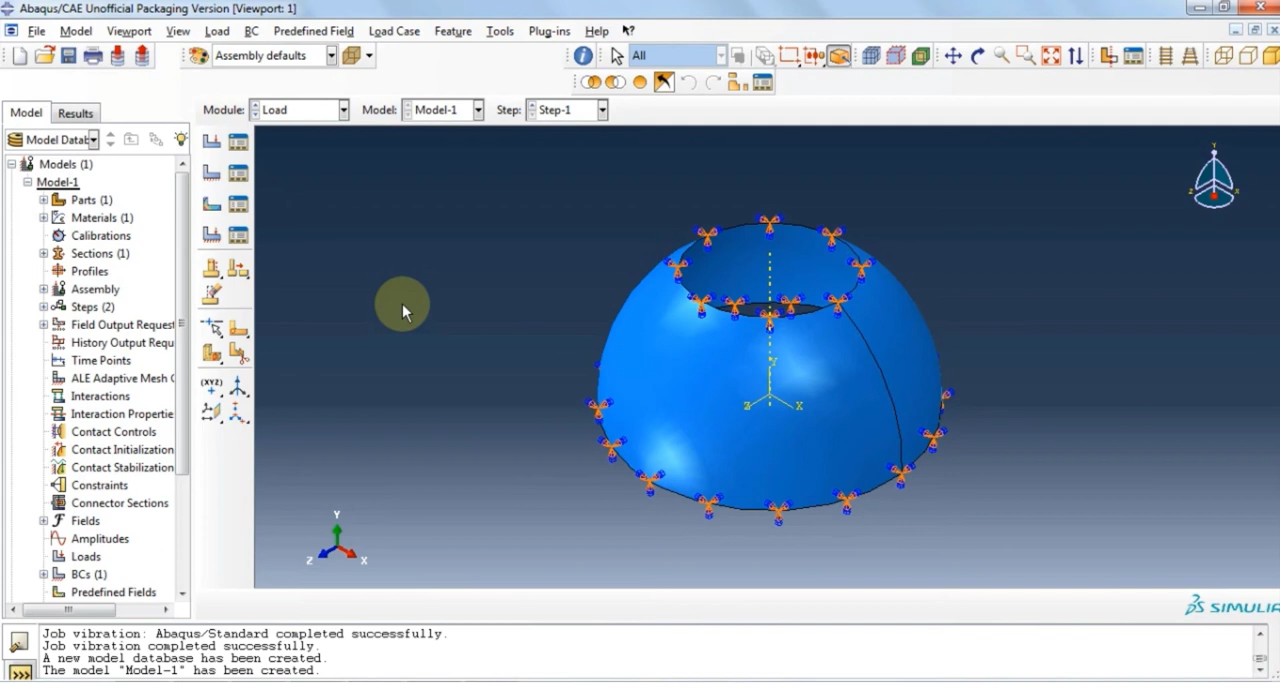 Abaqus/CAE Unofficial Packaging Version [Viewport: 1]
File Model Viewport View Load BC Predefined Field Load Case Feature Tools Plug-ins Help
Assembly defaults All
Model Results Module: Load Model: Model-1 Step: Step-1
Model Datab
Models (1)
Model-1
Parts (1)
Materials (1)
Calibrations
Sections (1)
Profiles
Assembly
Steps (2)
Field Output Request
History Output Requ
Time Points
ALE Adaptive Mesh C
Interactions
Interaction Propertie
Contact Controls
Contact Initialization
Contact Stabilization
Constraints
Connector Sections
Fields
Amplitudes
Loads
BCs (1)
Predefined Fields
(XYZ)
Y
Z X
Y
Z X
Y
Z X
SIMULIA
Job vibration: Abaqus/Standard completed successfully.
Job vibration completed successfully.
A new model database has been created.
The model "Model-1" has been created.
>>>